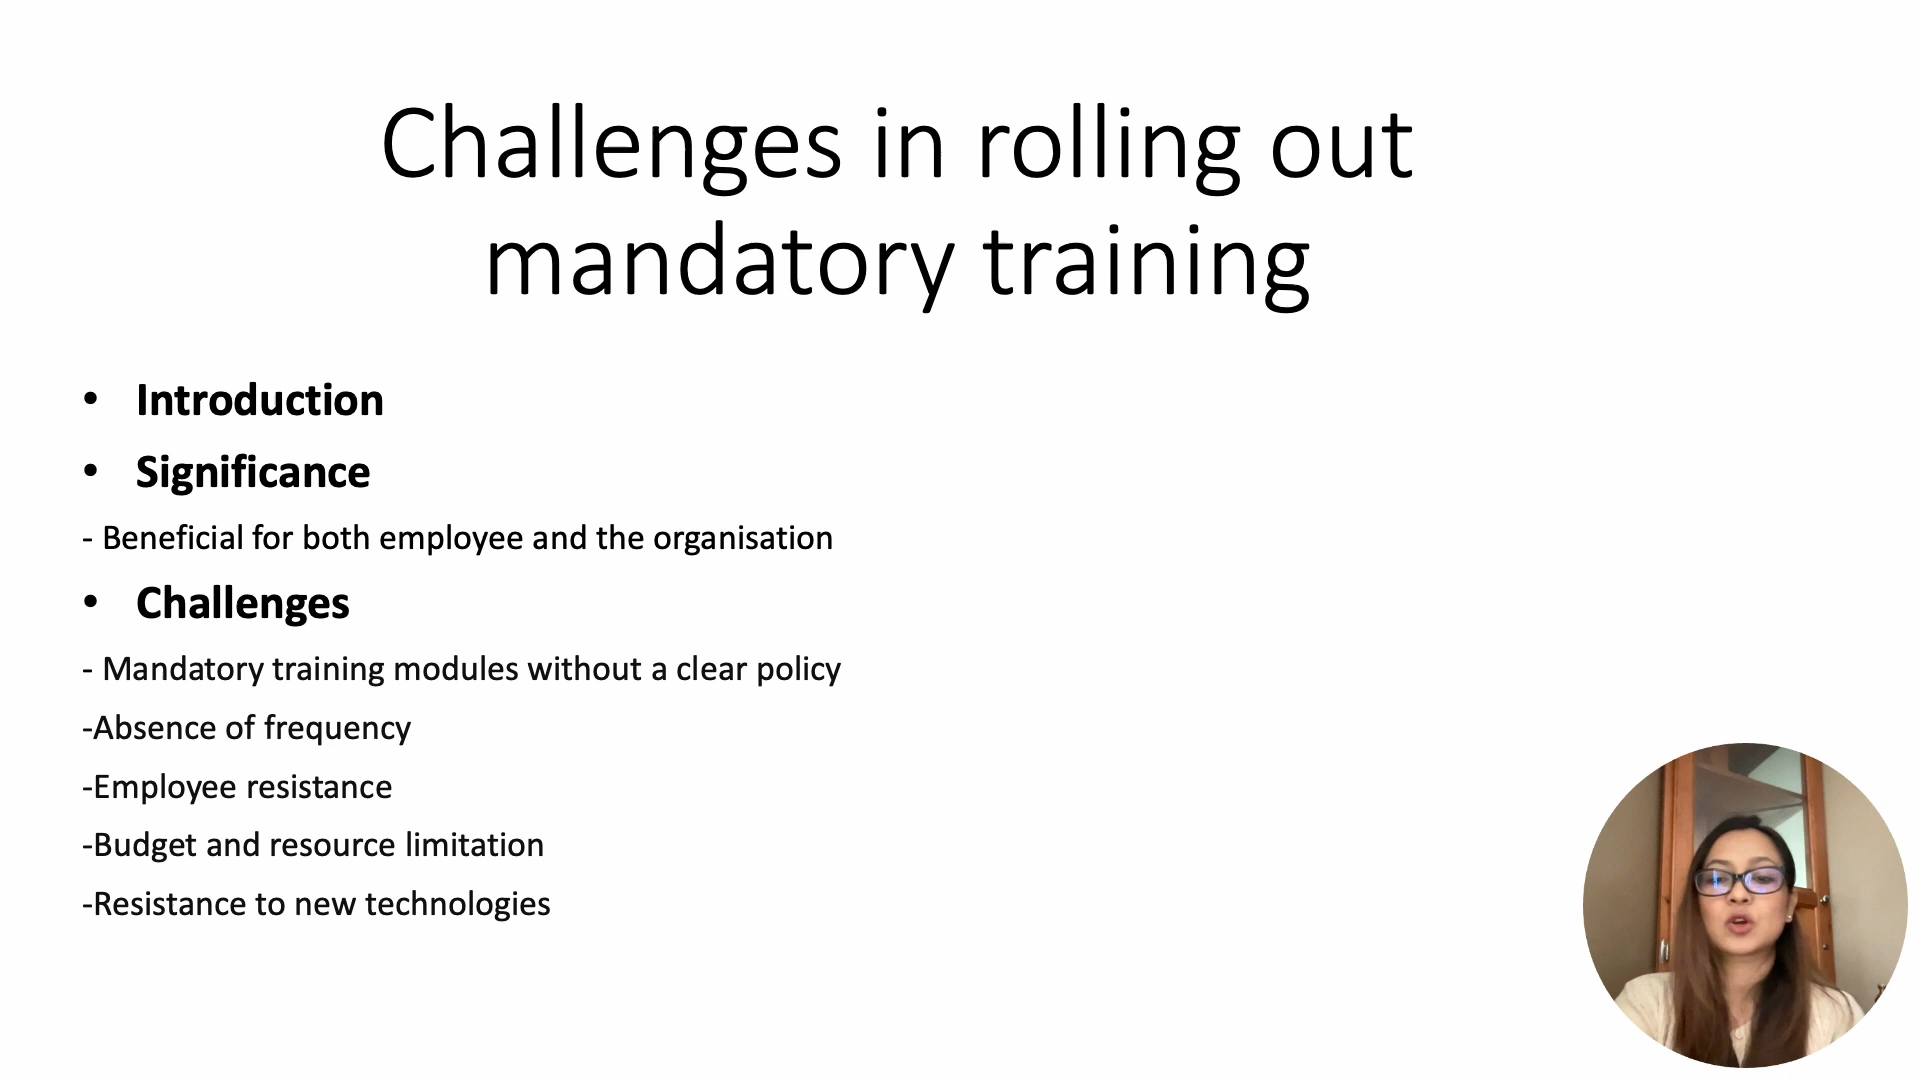 Challenges in rolling out
mandatory training
• Introduction
• Significance
- Beneficial for both employee and the organisation
• Challenges
- Mandatory training modules without a clear policy
-Absence of frequency
-Employee resistance
-Budget and resource limitation
-Resistance to new technologies